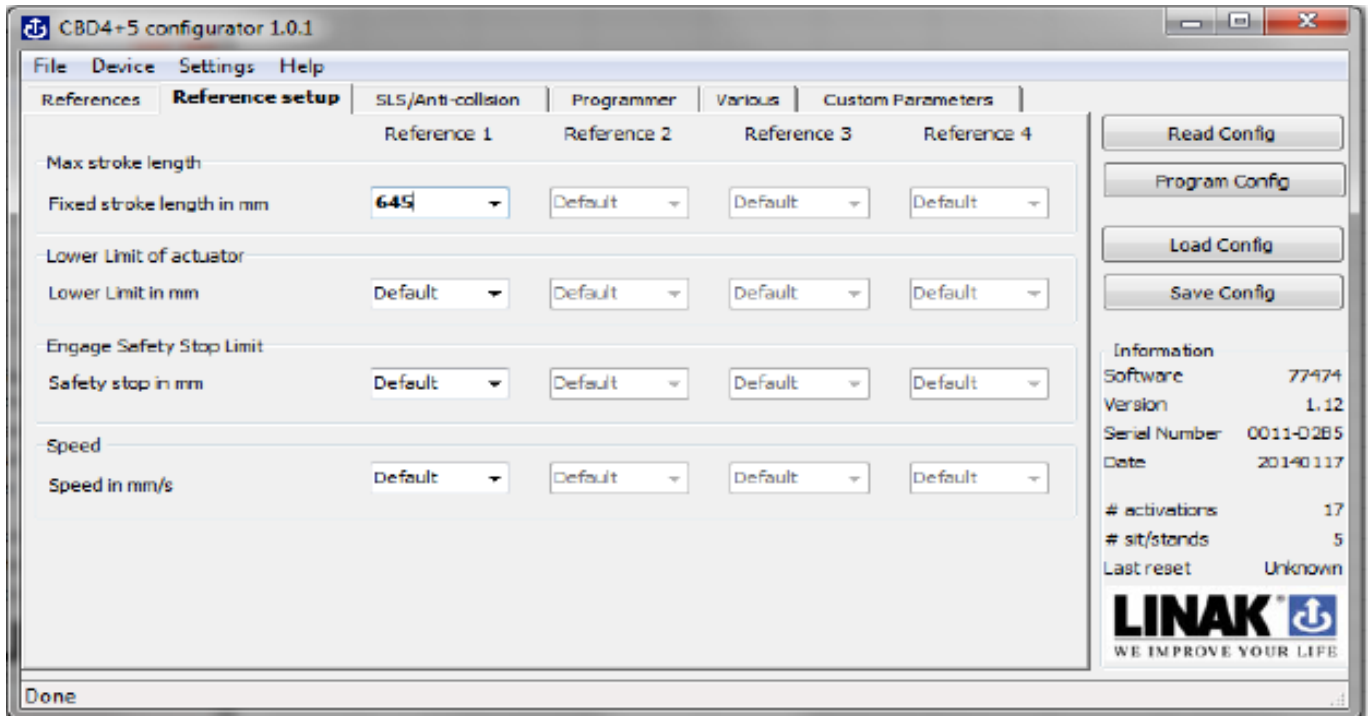 CBD4+5 configurator 1.0.1
File Device Settings Help
References Reference setup SLS/Anti-collision Programmer Various Custom Parameters
Reference 1 Reference 2 Reference 3 Reference 4
Max stroke length
Fixed stroke length in mm 645 Default Default Default
Lower Limit of actuator
Lower Limit in mm Default Default Default Default
Engage Safety Stop Limit
Safety stop in mm Default Default Default Default
Speed
Speed in mm/s Default Default Default Default
Read Config
Program Config
Load Config
Save Config
Information
Software 77474
Version 1.12
Serial Number 0011-02B5
Date 20140117
# activations 17
# sit/stands 5
Last reset Unknown
LINAK
WE IMPROVE YOUR LIFE
Done